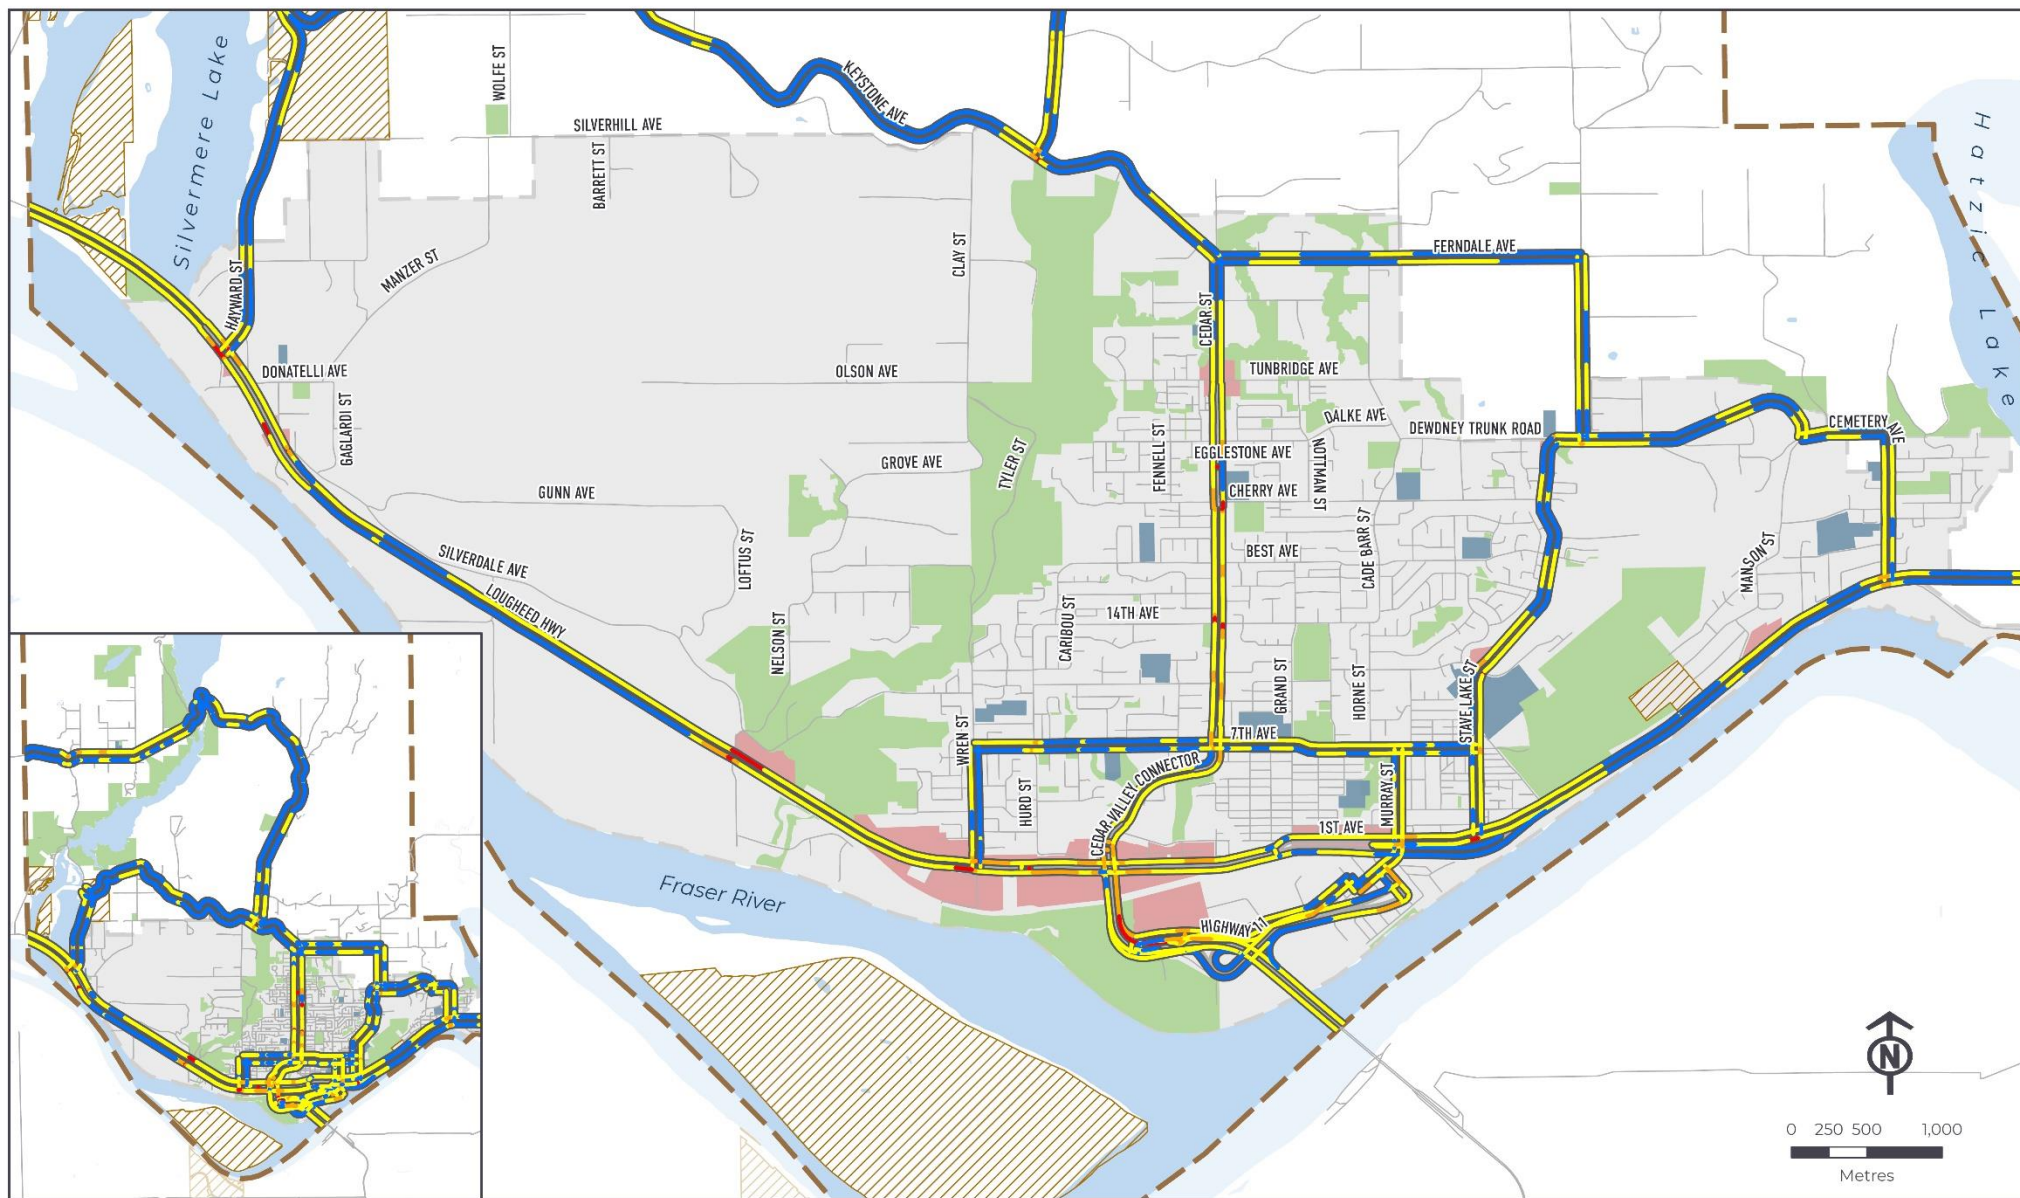 Silvermere Lake
WOLFE ST
KEYSTONE AVE
SILVERHILL AVE
BARRETT ST
Hatzic Lake
HAYWARD ST
MANZER ST
CLAY ST
FERNDALE AVE
CEDAR ST
DONATELLI AVE
OLSON AVE
TUNBRIDGE AVE
GAGLARDI ST
DALKE AVE
DEWDNEY TRUNK ROAD
CEMETERY AVE
FENNELL ST
EGGLESTONE AVE
NOTTMAN ST
TYLER ST
GROVE AVE
GUNN AVE
CHERRY AVE
SILVERDALE AVE
LOFTUS ST
BEST AVE
CADE BARR ST
MANSON ST
LOUGHEED HWY
NELSON ST
CARIBOU ST
14TH AVE
GRAND ST
HORNE ST
STAVE LAKE ST
WREN ST
7TH AVE
HURD ST
CEDAR VALLEY CONNECTOR
MURRAY ST
1ST AVE
Fraser River
HIGHWAY 11
N
0 250 500 1,000
Metres